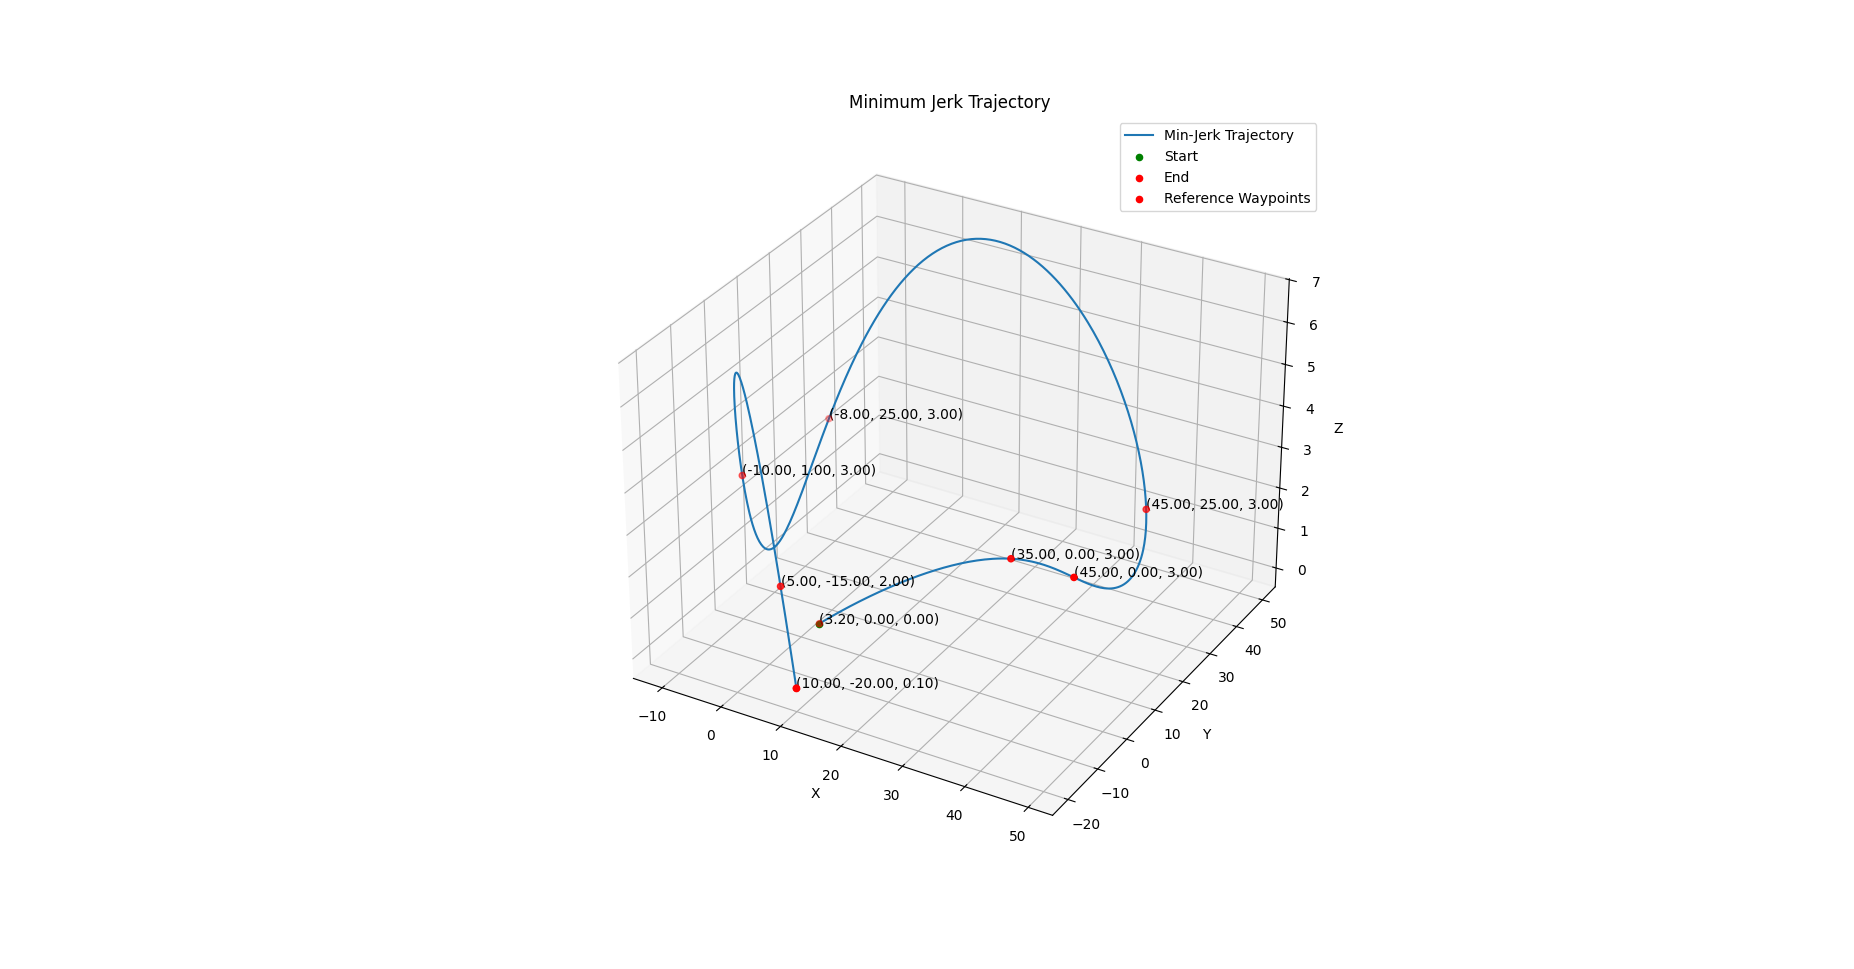 Minimum Jerk Trajectory
Min-Jerk Trajectory
Start
End
Reference Waypoints
(-8.00, 25.00, 3.00)
(-10.00, 1.00, 3.00)
(45.00, 25.00, 3.00)
(35.00, 0.00, 3.00)
(45.00, 0.00, 3.00)
(5.00, -15.00, 2.00)
(3.20, 0.00, 0.00)
(10.00, -20.00, 0.10)
7
6
5
4
3
2
1
0
Z
50
40
30
20
10
0
−10
−20
Y
−10
0
10
20
30
40
50
X